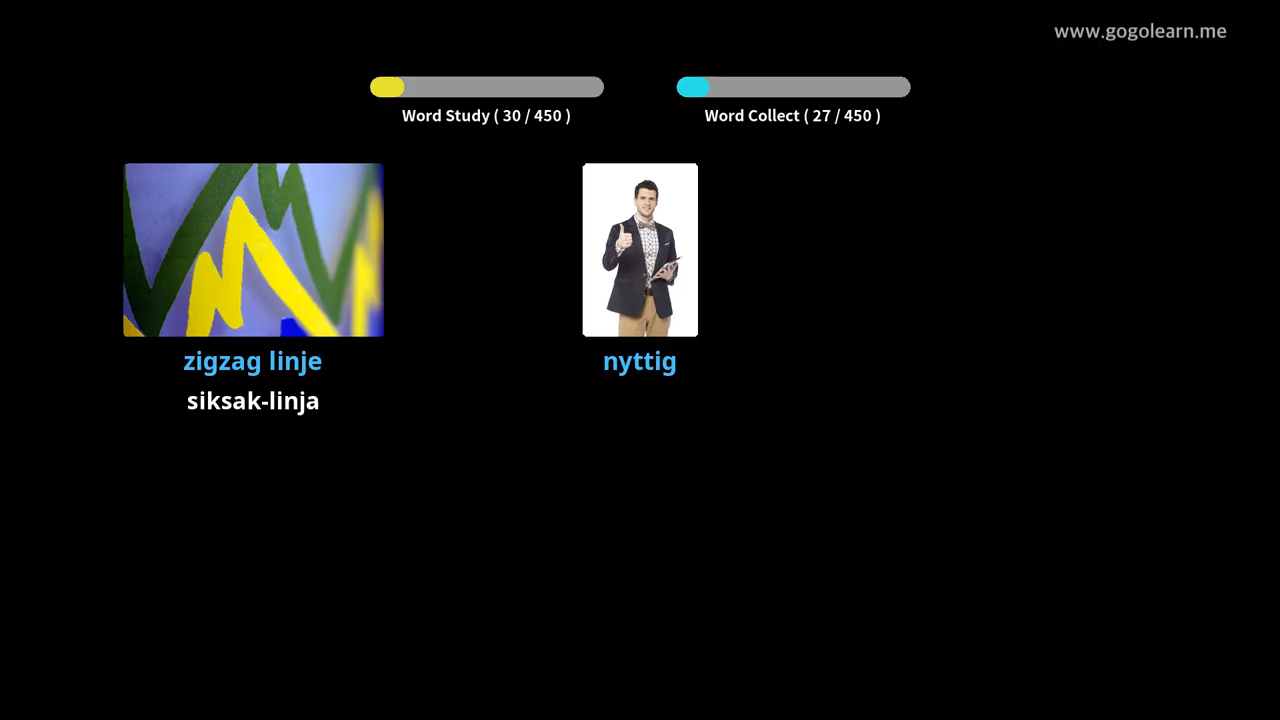 www.gogolearn.me
Word Study ( 30 / 450 )
Word Collect ( 27 / 450 )
zigzag linje
nyttig
siksak-linja